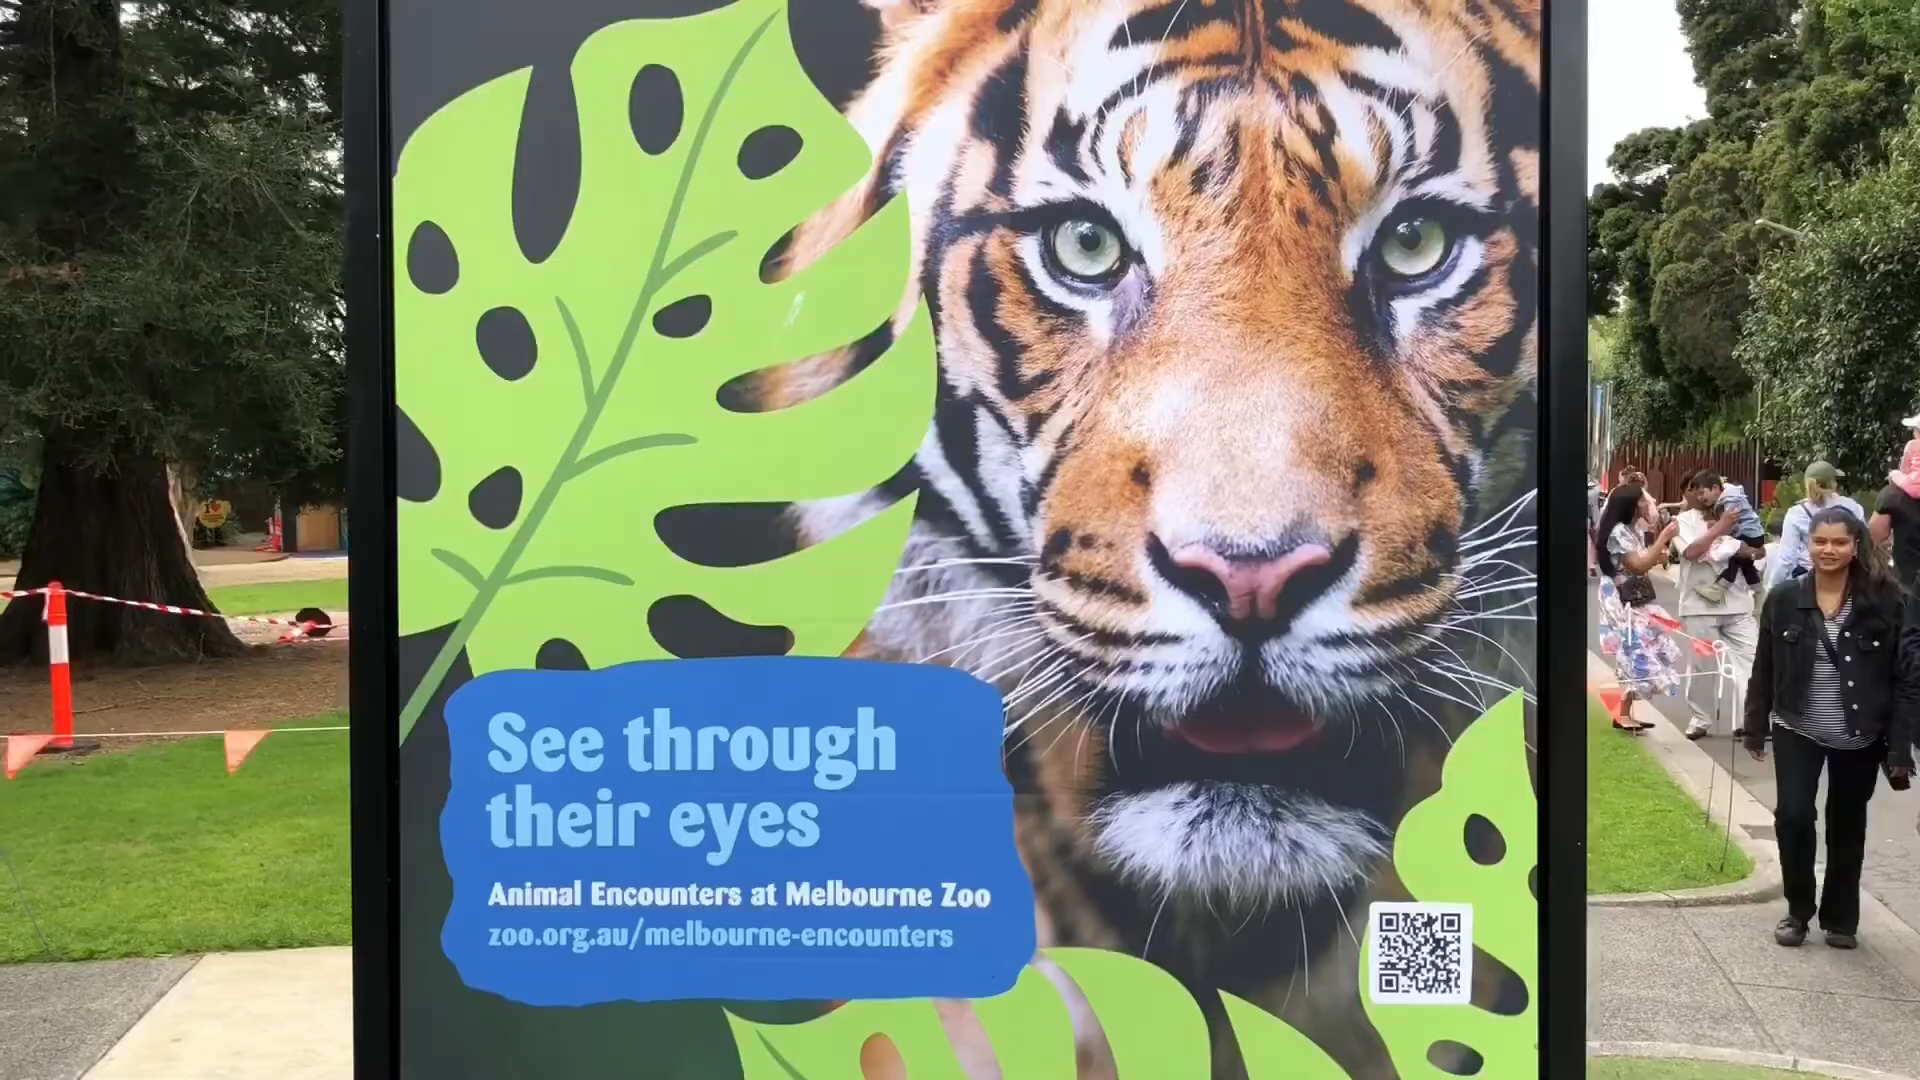 See through
their eyes
Animal Encounters at Melbourne Zoo
zoo.org.au/melbourne-encounters